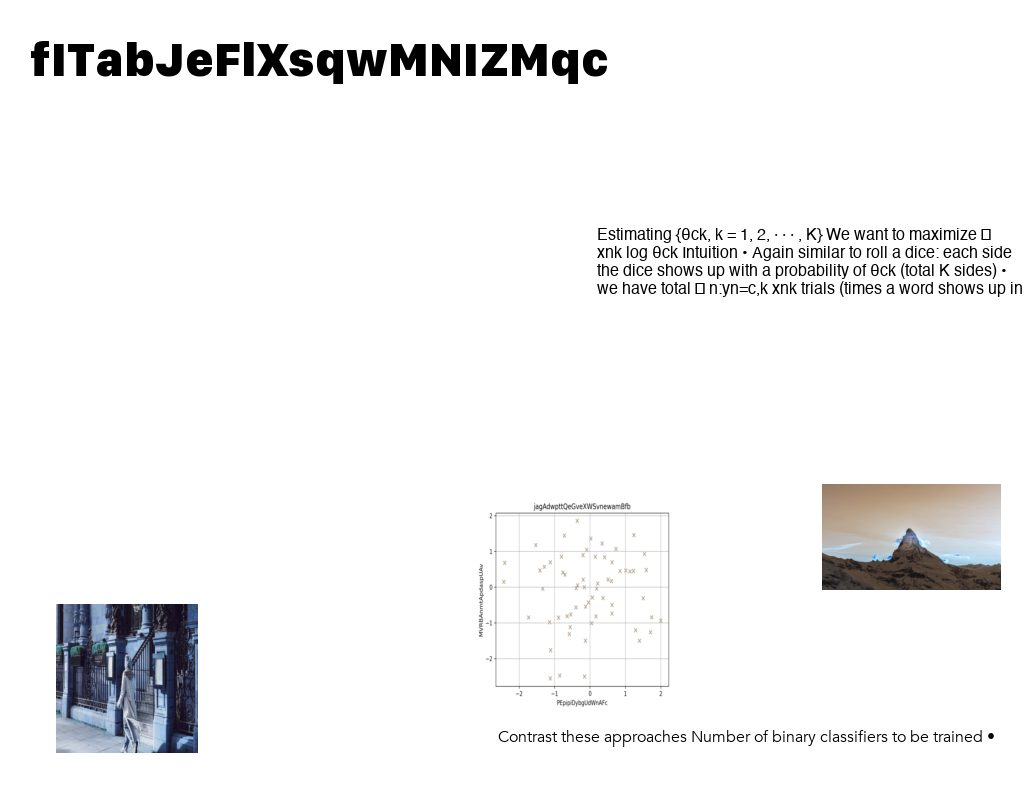 fITabJeFlXsqwMNIZMqc
Estimating {θck, k = 1, 2, · · · , K} We want to maximize □
xnk log θck Intuition • Again similar to roll a dice: each side
the dice shows up with a probability of θck (total K sides) •
we have total □ n:yn=c,k xnk trials (times a word shows up in
jagAdwpttQeGveXWSvnewamBfb
2
1
0
−1
−2
−2 −1 0 1 2
PEpipiDybgUdWnAFc
Contrast these approaches Number of binary classifiers to be trained •